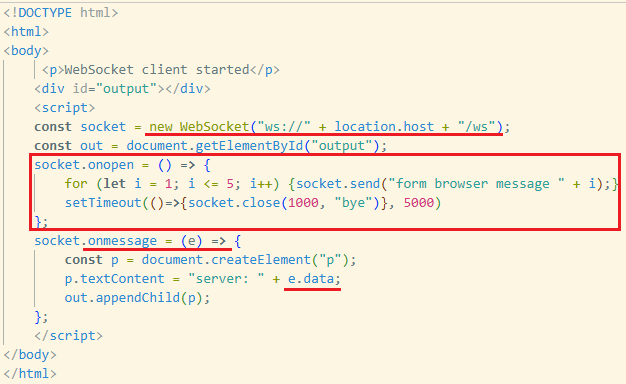 <!DOCTYPE html>
<html>
<body>
<p>WebSocket client started</p>
<div id="output"></div>
<script>
const socket = new WebSocket("ws://" + location.host + "/ws");
const out = document.getElementById("output");
socket.onopen = () => {
for (let i = 1; i <= 5; i++) {socket.send("form browser message " + i);}
setTimeout(()=>{socket.close(1000, "bye")}, 5000)
};
socket.onmessage = (e) => {
const p = document.createElement("p");
p.textContent = "server: " + e.data;
out.appendChild(p);
};
</script>
</body>
</html>